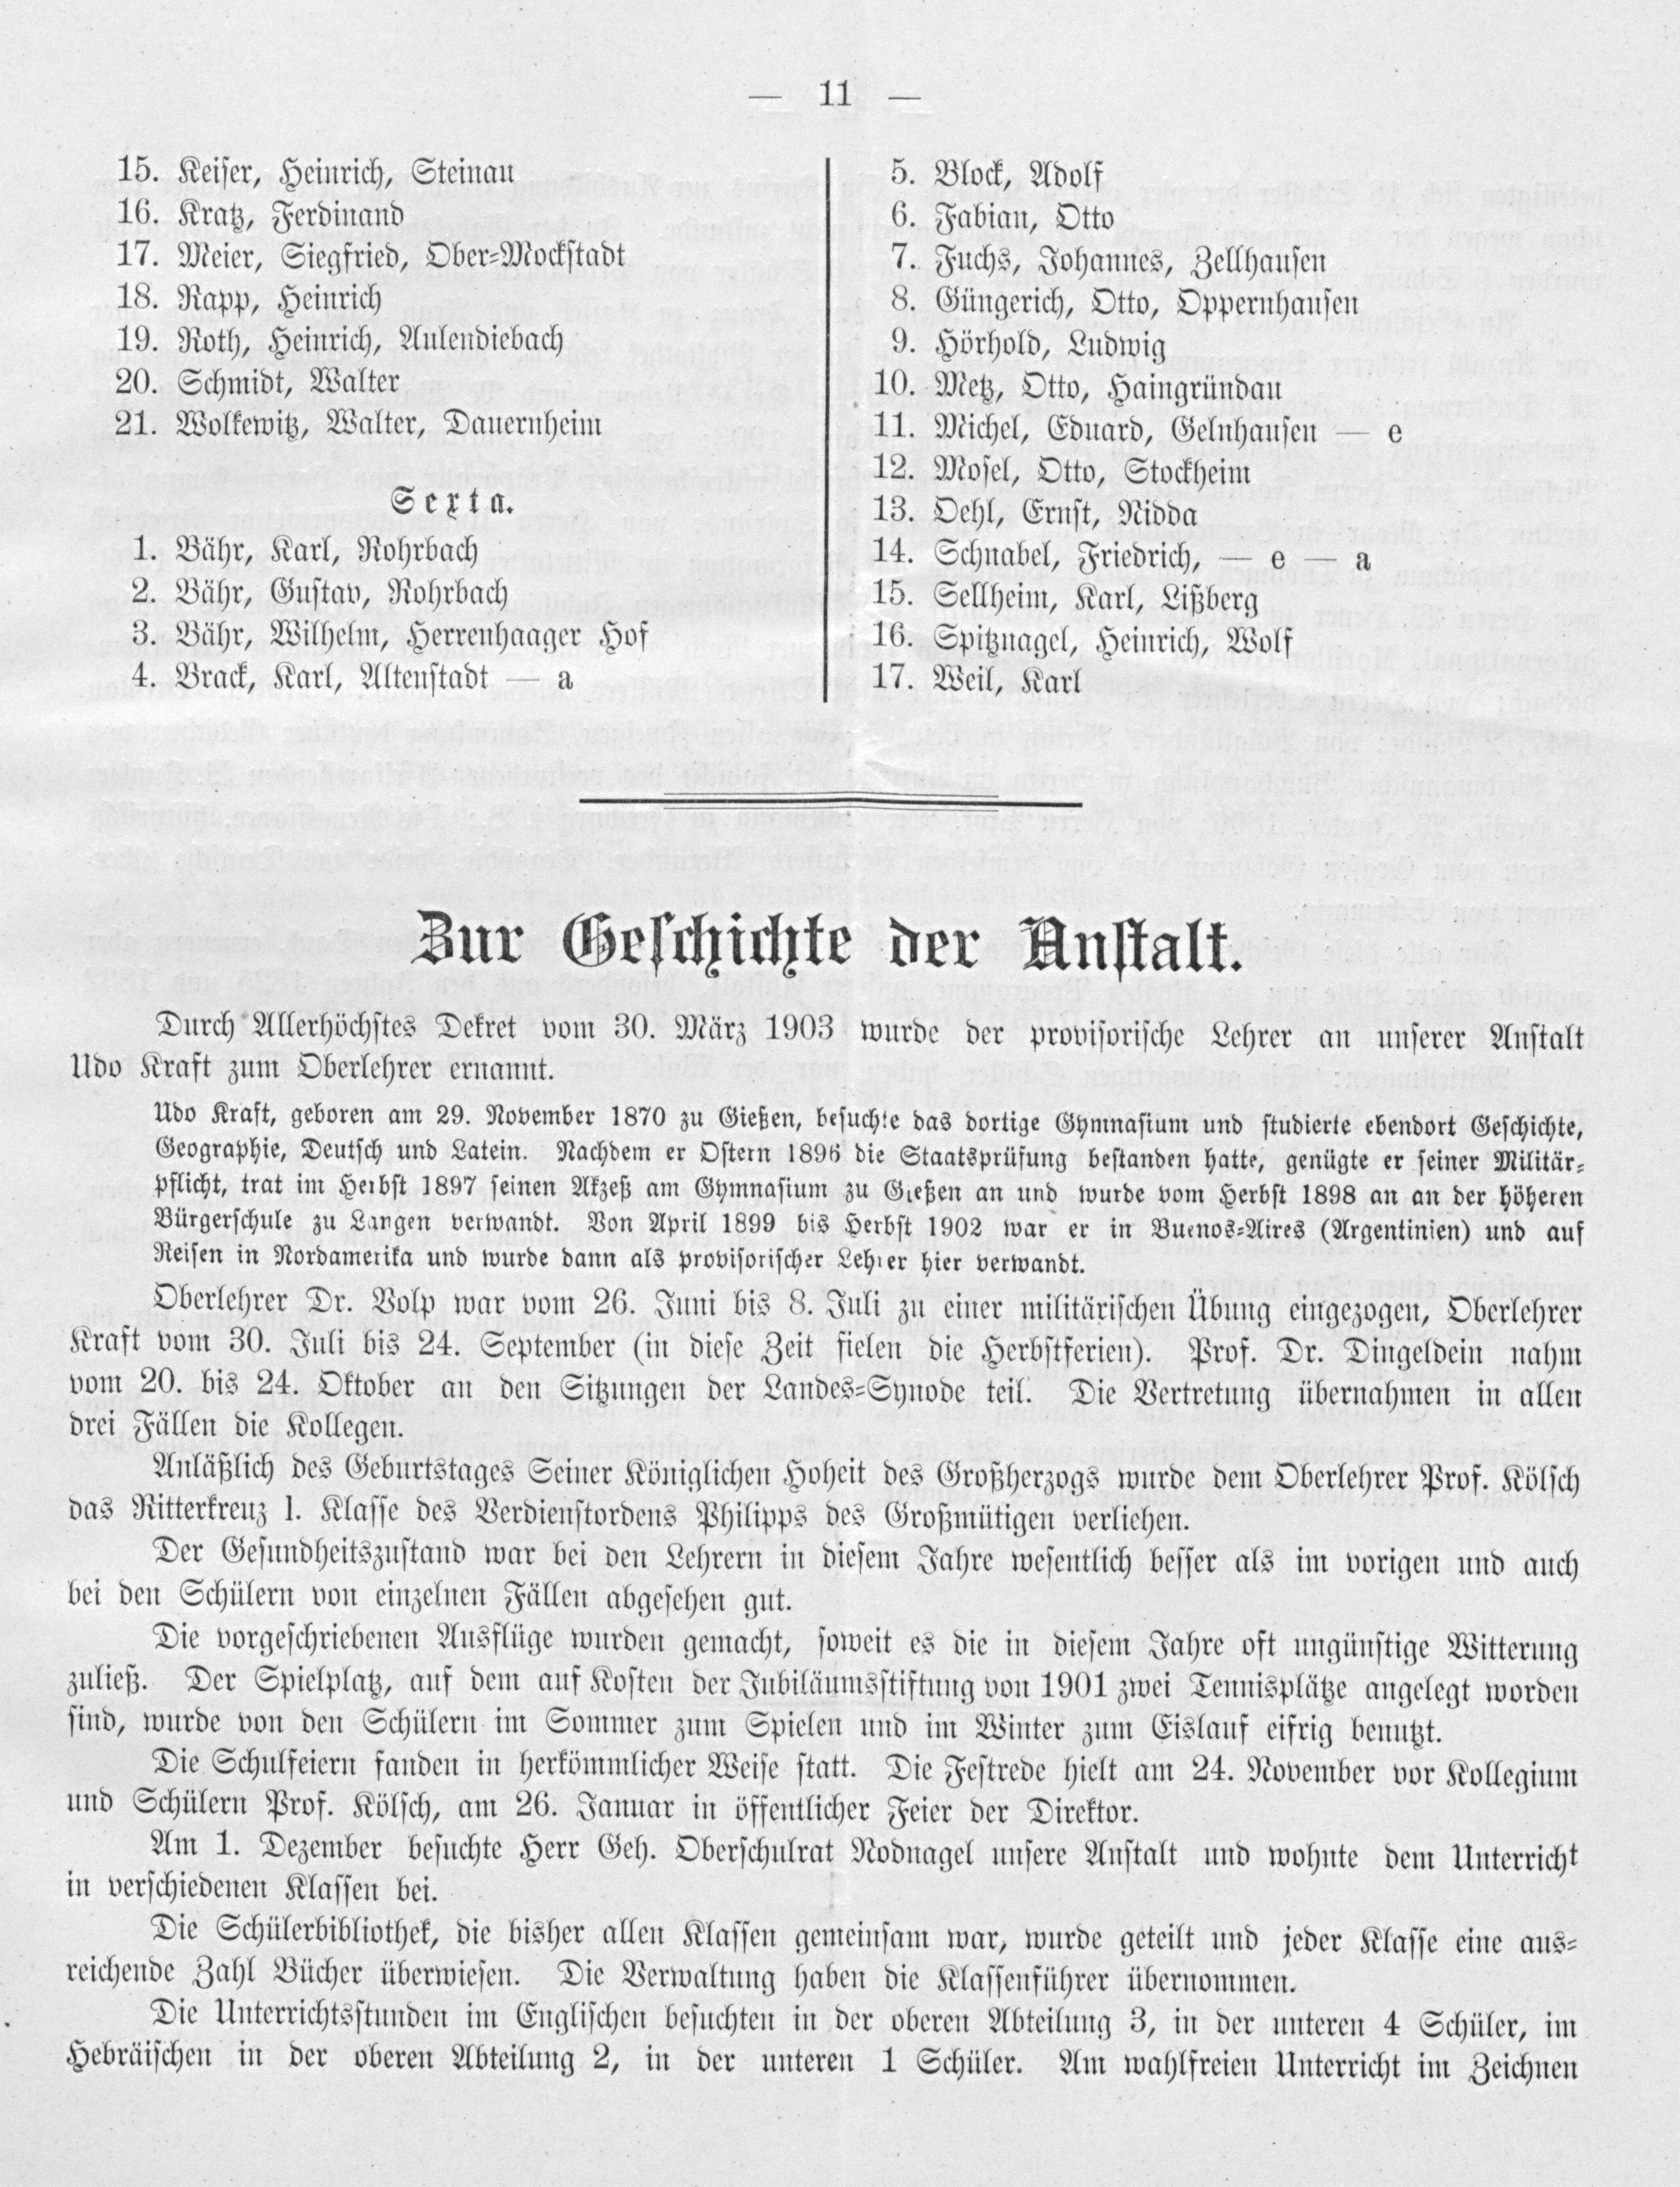 — 11 —
15. Keiser, Heinrich, Steinau
16. Kratz, Ferdinand
17. Meier, Siegfried, Ober-Mockstadt
18. Rapp, Heinrich
19. Roth, Heinrich, Aulendiebach
20. Schmidt, Walter
21. Wolkewitz, Walter, Dauernheim
Sexta.
1. Bähr, Karl, Rohrbach
2. Bähr, Gustav, Rohrbach
3. Bähr, Wilhelm, Herrenhaager Hof
4. Brack, Karl, Altenstadt — a
5. Block, Adolf
6. Fabian, Otto
7. Fuchs, Johannes, Zellhausen
8. Güngerich, Otto, Oppernhausen
9. Hörhold, Ludwig
10. Metz, Otto, Haingründau
11. Michel, Eduard, Gelnhausen — e
12. Mosel, Otto, Stockheim
13. Oehl, Ernst, Nidda
14. Schnabel, Friedrich, — e — a
15. Sellheim, Karl, Lißberg
16. Spitznagel, Heinrich, Wolf
17. Weil, Karl
Zur Geschichte der Anstalt.
Durch Allerhöchstes Dekret vom 30. März 1903 wurde der provisorische Lehrer an unserer Anstalt
Udo Kraft zum Oberlehrer ernannt.
Udo Kraft, geboren am 29. November 1870 zu Gießen, besuchte das dortige Gymnasium und studierte ebendort Geschichte,
Geographie, Deutsch und Latein. Nachdem er Ostern 1896 die Staatsprüfung bestanden hatte, genügte er seiner Militär-
pflicht, trat im Herbst 1897 seinen Akzeß am Gymnasium zu Gießen an und wurde vom Herbst 1898 an an der höheren
Bürgerschule zu Langen verwandt. Von April 1899 bis Herbst 1902 war er in Buenos-Aires (Argentinien) und auf
Reisen in Nordamerika und wurde dann als provisorischer Lehrer hier verwandt.
Oberlehrer Dr. Volp war vom 26. Juni bis 8. Juli zu einer militärischen Übung eingezogen, Oberlehrer
Kraft vom 30. Juli bis 24. September (in diese Zeit fielen die Herbstferien). Prof. Dr. Dingeldein nahm
vom 20. bis 24. Oktober an den Sitzungen der Landes-Synode teil. Die Vertretung übernahmen in allen
drei Fällen die Kollegen.
Anläßlich des Geburtstages Seiner Königlichen Hoheit des Großherzogs wurde dem Oberlehrer Prof. Kölsch
das Ritterkreuz I. Klasse des Verdienstordens Philipps des Großmütigen verliehen.
Der Gesundheitszustand war bei den Lehrern in diesem Jahre wesentlich besser als im vorigen und auch
bei den Schülern von einzelnen Fällen abgesehen gut.
Die vorgeschriebenen Ausflüge wurden gemacht, soweit es die in diesem Jahre oft ungünstige Witterung
zuließ. Der Spielplatz, auf dem auf Kosten der Jubiläumsstiftung von 1901 zwei Tennisplätze angelegt worden
sind, wurde von den Schülern im Sommer zum Spielen und im Winter zum Eislauf eifrig benutzt.
Die Schulfeiern fanden in herkömmlicher Weise statt. Die Festrede hielt am 24. November vor Kollegium
und Schülern Prof. Kölsch, am 26. Januar in öffentlicher Feier der Direktor.
Am 1. Dezember besuchte Herr Geh. Oberschulrat Nodnagel unsere Anstalt und wohnte dem Unterricht
in verschiedenen Klassen bei.
Die Schülerbibliothek, die bisher allen Klassen gemeinsam war, wurde geteilt und jeder Klasse eine aus-
reichende Zahl Bücher überwiesen. Die Verwaltung haben die Klassenführer übernommen.
Die Unterrichtsstunden im Englischen besuchten in der oberen Abteilung 3, in der unteren 4 Schüler, im
Hebräischen in der oberen Abteilung 2, in der unteren 1 Schüler. Am wahlfreien Unterricht im Zeichnen